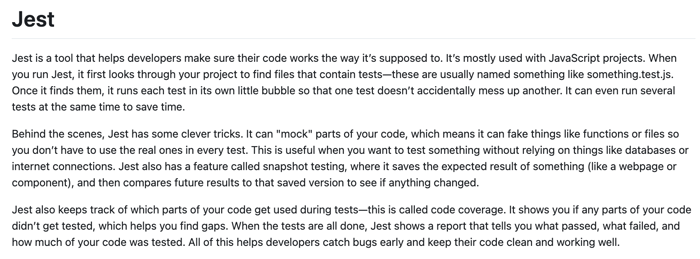 Jest
Jest is a tool that helps developers make sure their code works the way it’s supposed to. It’s mostly used with JavaScript projects. When
you run Jest, it first looks through your project to find files that contain tests—these are usually named something like something.test.js.
Once it finds them, it runs each test in its own little bubble so that one test doesn’t accidentally mess up another. It can even run several
tests at the same time to save time.
Behind the scenes, Jest has some clever tricks. It can "mock" parts of your code, which means it can fake things like functions or files so
you don’t have to use the real ones in every test. This is useful when you want to test something without relying on things like databases or
internet connections. Jest also has a feature called snapshot testing, where it saves the expected result of something (like a webpage or
component), and then compares future results to that saved version to see if anything changed.
Jest also keeps track of which parts of your code get used during tests—this is called code coverage. It shows you if any parts of your code
didn’t get tested, which helps you find gaps. When the tests are all done, Jest shows a report that tells you what passed, what failed, and
how much of your code was tested. All of this helps developers catch bugs early and keep their code clean and working well.